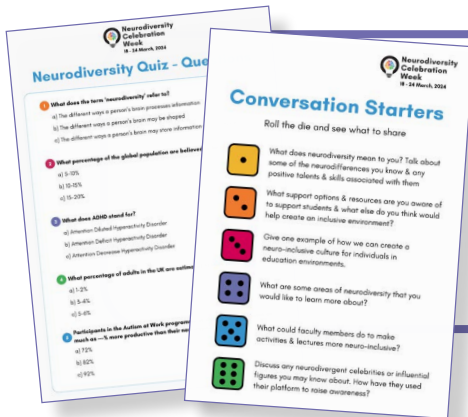 Neurodiversity
Celebration
Week
18 - 24 March, 2024
Neurodiversity Quiz - Que
1 What does the term 'neurodiversity' refer to?
a) The different ways a person's brain processes information
b) The different ways a person's brain may be shaped
c) The different ways a person's brain may store information
2 What percentage of the global population are believed
a) 5-10%
b) 10-15%
c) 15-20%
3 What does ADHD stand for?
a) Attention Diluted Hyperactivity Disorder
b) Attention Deficit Hyperactivity Disorder
c) Attention Decrease Hyperactivity Disorder
4 What percentage of adults in the UK are estima
a) 1-2%
b) 3-4%
c) 5-6%
5 Participants in the Autism at Work program
much as —% more productive than their
a) 72%
b) 82%
c) 92%
Neurodiversity
Celebration
Week
18 - 24 March, 2024
Conversation Starters
Roll the die and see what to share
What does neurodiversity mean to you? Talk about
some of the neurodifferences you know & any
positive talents & skills associated with them
What support options & resources are you aware of
to support students & what else do you think would
help create an inclusive environment?
Give one example of how we can create a
neuro-inclusive culture for individuals in
education environments.
What are some areas of neurodiversity that you
would like to learn more about?
What could faculty members do to make
activities & lectures more neuro-inclusive?
Discuss any neurodivergent celebrities or influential
figures you may know about. How have they used
their platform to raise awareness?